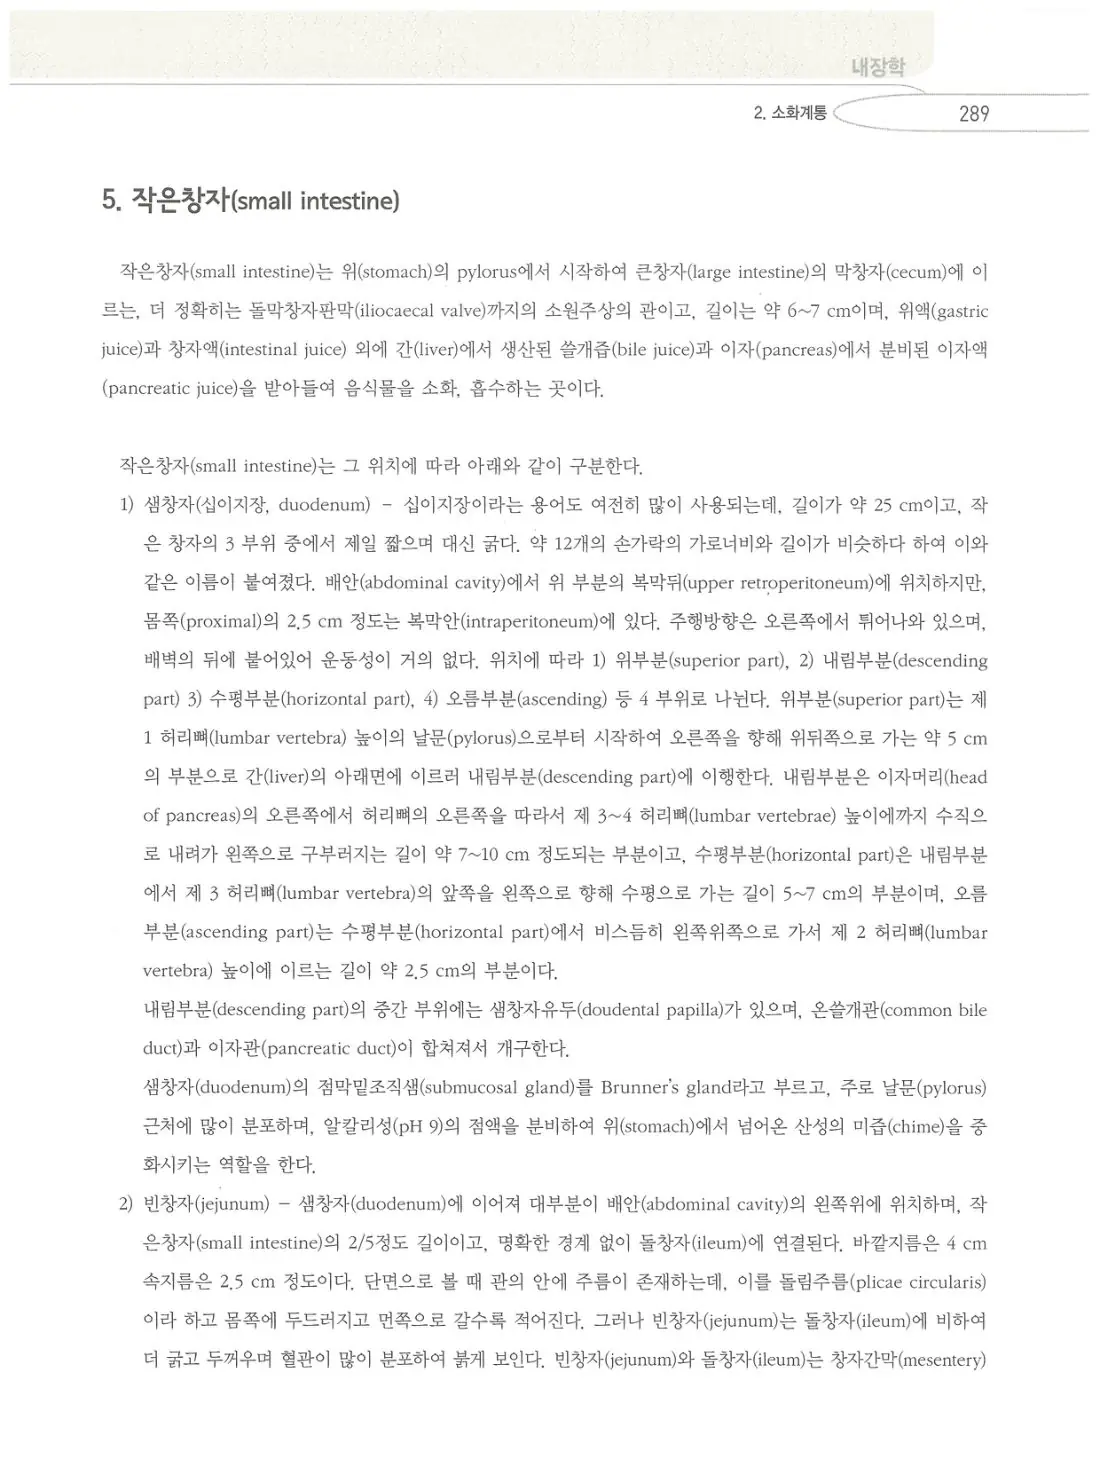 내장학
2. 소화계통
289
5. 작은창자(small intestine)
작은창자(small intestine)는 위(stomach)의 pylorus에서 시작하여 큰창자(large intestine)의 막창자(cecum)에 이
르는, 더 정확히는 돌막창자판막(iliocaecal valve)까지의 소원주상의 관이고, 길이는 약 6~7 cm이며, 위액(gastric
juice)과 창자액(intestinal juice) 외에 간(liver)에서 생산된 쓸개즙(bile juice)과 이자(pancreas)에서 분비된 이자액
(pancreatic juice)을 받아들여 음식물을 소화, 흡수하는 곳이다.
작은창자(small intestine)는 그 위치에 따라 아래와 같이 구분한다.
1) 샘창자(십이지장, duodenum) - 십이지장이라는 용어도 여전히 많이 사용되는데, 길이가 약 25 cm이고, 작
은 창자의 3 부위 중에서 제일 짧으며 대신 굵다. 약 12개의 손가락의 가로너비와 길이가 비슷하다 하여 이와
같은 이름이 붙여졌다. 배안(abdominal cavity)에서 위 부분의 복막뒤(upper retroperitoneum)에 위치하지만,
몸쪽(proximal)의 2.5 cm 정도는 복막안(intraperitoneum)에 있다. 주행방향은 오른쪽에서 튀어나와 있으며,
배벽의 뒤에 붙어있어 운동성이 거의 없다. 위치에 따라 1) 위부분(superior part), 2) 내림부분(descending
part) 3) 수평부분(horizontal part), 4) 오름부분(ascending) 등 4 부위로 나뉜다. 위부분(superior part)는 제
1 허리뼈(lumbar vertebra) 높이의 날문(pylorus)으로부터 시작하여 오른쪽을 향해 위뒤쪽으로 가는 약 5 cm
의 부분으로 간(liver)의 아래면에 이르러 내림부분(descending part)에 이행한다. 내림부분은 이자머리(head
of pancreas)의 오른쪽에서 허리뼈의 오른쪽을 따라서 제 3~4 허리뼈(lumbar vertebrae) 높이에까지 수직으
로 내려가 왼쪽으로 구부러지는 길이 약 7~10 cm 정도되는 부분이고, 수평부분(horizontal part)은 내림부분
에서 제 3 허리뼈(lumbar vertebra)의 앞쪽을 왼쪽으로 향해 수평으로 가는 길이 5~7 cm의 부분이며, 오름
부분(ascending part)는 수평부분(horizontal part)에서 비스듬히 왼쪽위쪽으로 가서 제 2 허리뼈(lumbar
vertebra) 높이에 이르는 길이 약 2.5 cm의 부분이다.
내림부분(descending part)의 중간 부위에는 샘창자유두(doudental papilla)가 있으며, 온쓸개관(common bile
duct)과 이자관(pancreatic duct)이 합쳐져서 개구한다.
샘창자(duodenum)의 점막밑조직샘(submucosal gland)를 Brunner's gland라고 부르고, 주로 날문(pylorus)
근처에 많이 분포하며, 알칼리성(pH 9)의 점액을 분비하여 위(stomach)에서 넘어온 산성의 미즙(chime)을 중
화시키는 역할을 한다.
2) 빈창자(jejunum) - 샘창자(duodenum)에 이어져 대부분이 배안(abdominal cavity)의 왼쪽위에 위치하며, 작
은창자(small intestine)의 2/5정도 길이이고, 명확한 경계 없이 돌창자(ileum)에 연결된다. 바깥지름은 4 cm
속지름은 2.5 cm 정도이다. 단면으로 볼 때 관의 안에 주름이 존재하는데, 이를 돌림주름(plicae circularis)
이라 하고 몸쪽에 두드러지고 먼쪽으로 갈수록 적어진다. 그러나 빈창자(jejunum)는 돌창자(ileum)에 비하여
더 굵고 두꺼우며 혈관이 많이 분포하여 붉게 보인다. 빈창자(jejunum)와 돌창자(ileum)는 창자간막(mesentery)